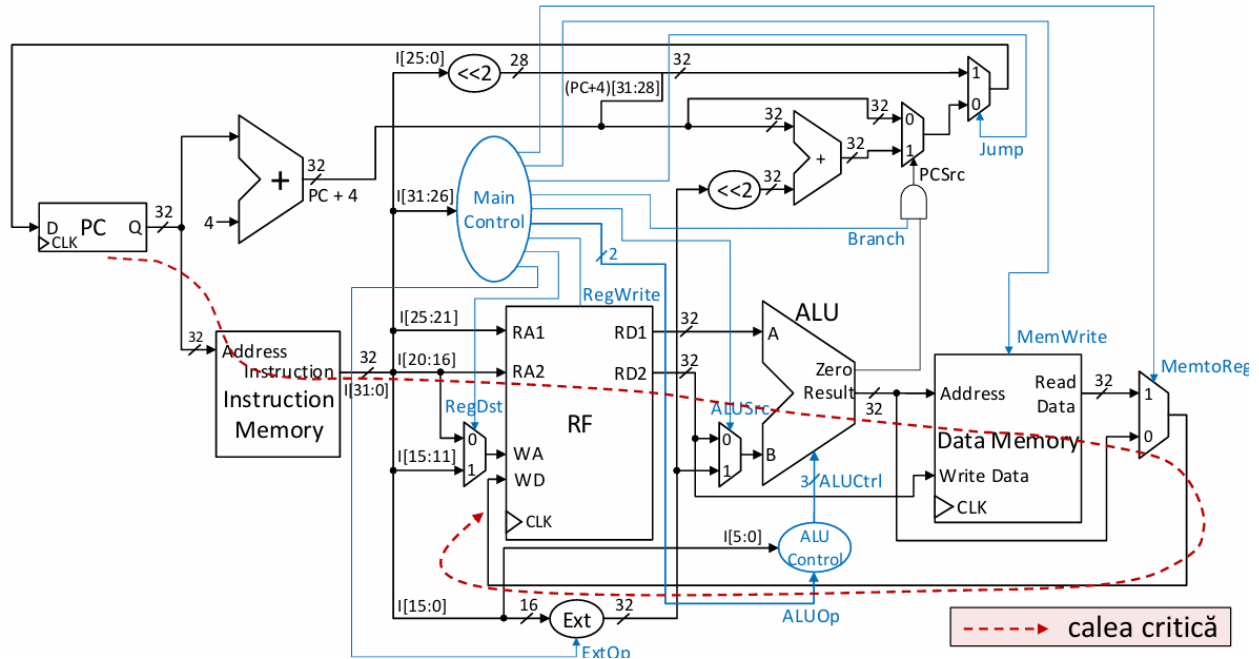 I[25:0]
<<2
28
32
1
0
(PC+4)[31:28]
32
32
0
1
Jump
32
PC + 4
+
4
32
D PC Q
CLK
I[31:26]
Main
Control
2
<<2
32
+
32
PCSrc
Branch
RegWrite
I[25:21]
RA1
RD1
32
A
ALU
MemWrite
MemtoReg
32
Address
Instruction
Instruction
Memory
32
I[31:0]
I[20:16]
RA2
RD2
32
RegDst
RF
ALUSrc
Zero
Result
32
Address
Read
Data
32
1
0
Data Memory
0
1
I[15:11]
WA
WD
CLK
0
1
B
3
ALUCtrl
Write Data
CLK
I[5:0]
ALU
Control
I[15:0]
16
Ext
32
ExtOp
ALUOp
calea critică